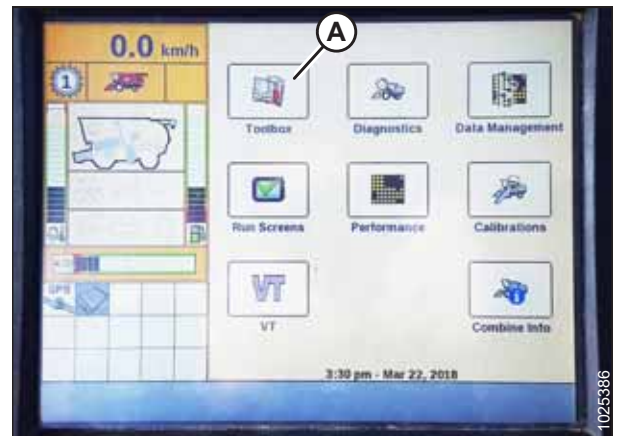 A
0.0 km/h
1
Toolbox
Diagnostics
Data Management
Run Screens
Performance
Calibrations
GPS
VT
VT
Combine Info
3:30 pm - Mar 22, 2018
1025386